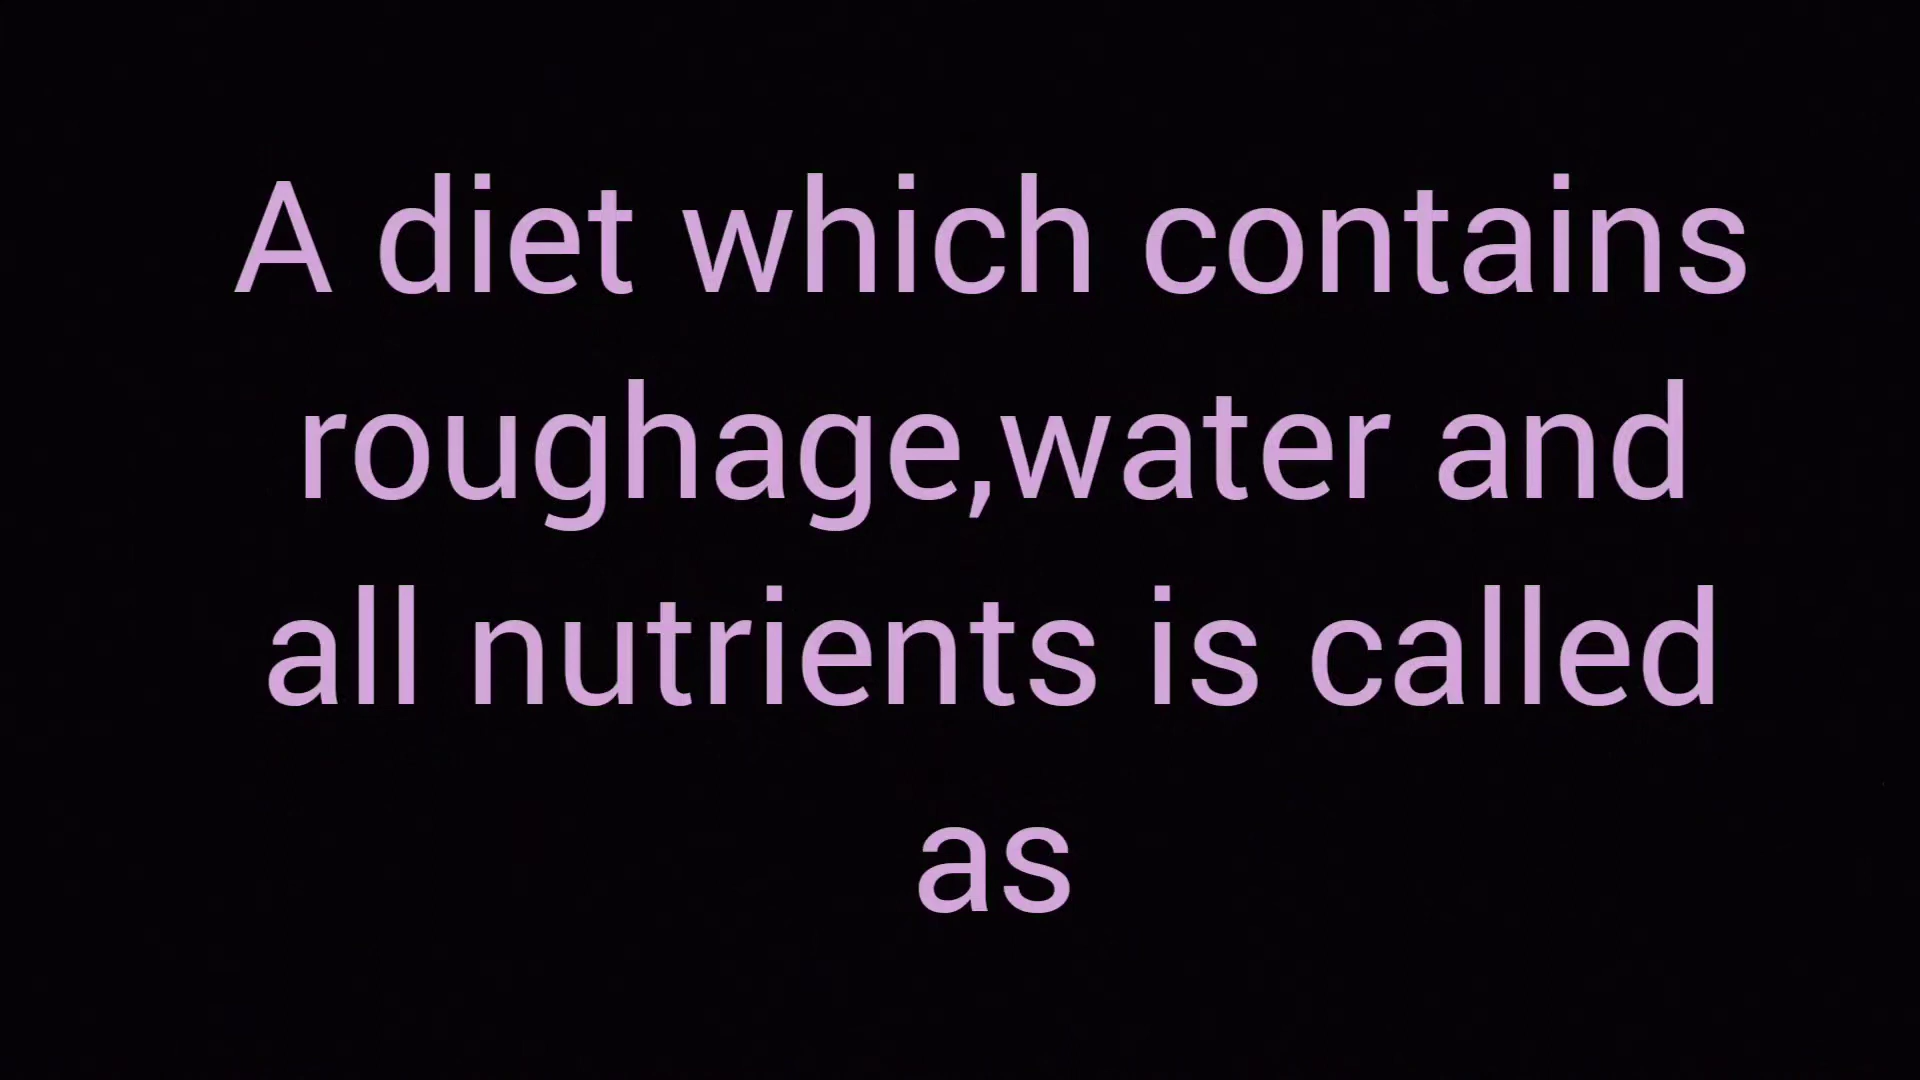 A diet which contains
roughage,water and
all nutrients is called
as